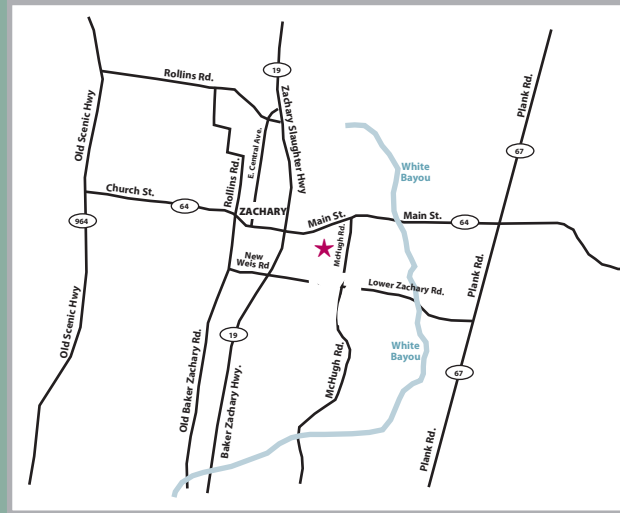 19
Rollins Rd.
Plank Rd.
Old Scenic Hwy
Zachary Slaughter Hwy
E. Central Ave.
67
White
Bayou
Rollins Rd.
Church St.
64
ZACHARY
964
Main St.
Main St.
64
McHugh Rd.
New
Weis Rd
Plank Rd.
Lower Zachary Rd.
Old Scenic Hwy
19
White
Bayou
Old Baker Zachary Rd.
McHugh Rd.
67
Baker Zachary Hwy.
Plank Rd.